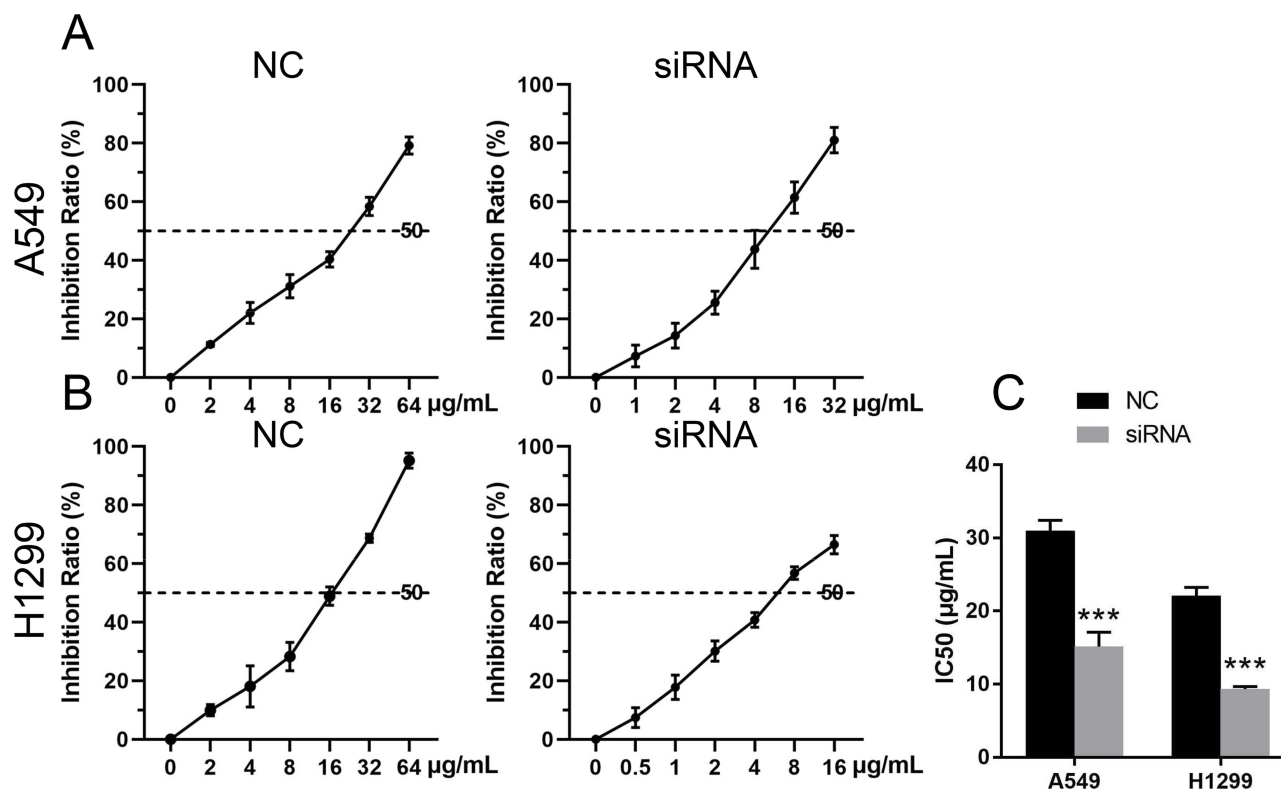 A
NC
siRNA
A549
Inhibition Ratio (%)
100
80
60
40
20
0
50
0 2 4 8 16 32 64 µg/mL
Inhibition Ratio (%)
100
80
60
40
20
0
50
0 1 2 4 8 16 32 µg/mL
B
NC
siRNA
H1299
Inhibition Ratio (%)
100
80
60
40
20
0
50
0 2 4 8 16 32 64 µg/mL
Inhibition Ratio (%)
100
80
60
40
20
0
50
0 0.5 1 2 4 8 16 µg/mL
C
NC
siRNA
IC50 (µg/mL)
40
30
20
10
0
***
***
A549 H1299